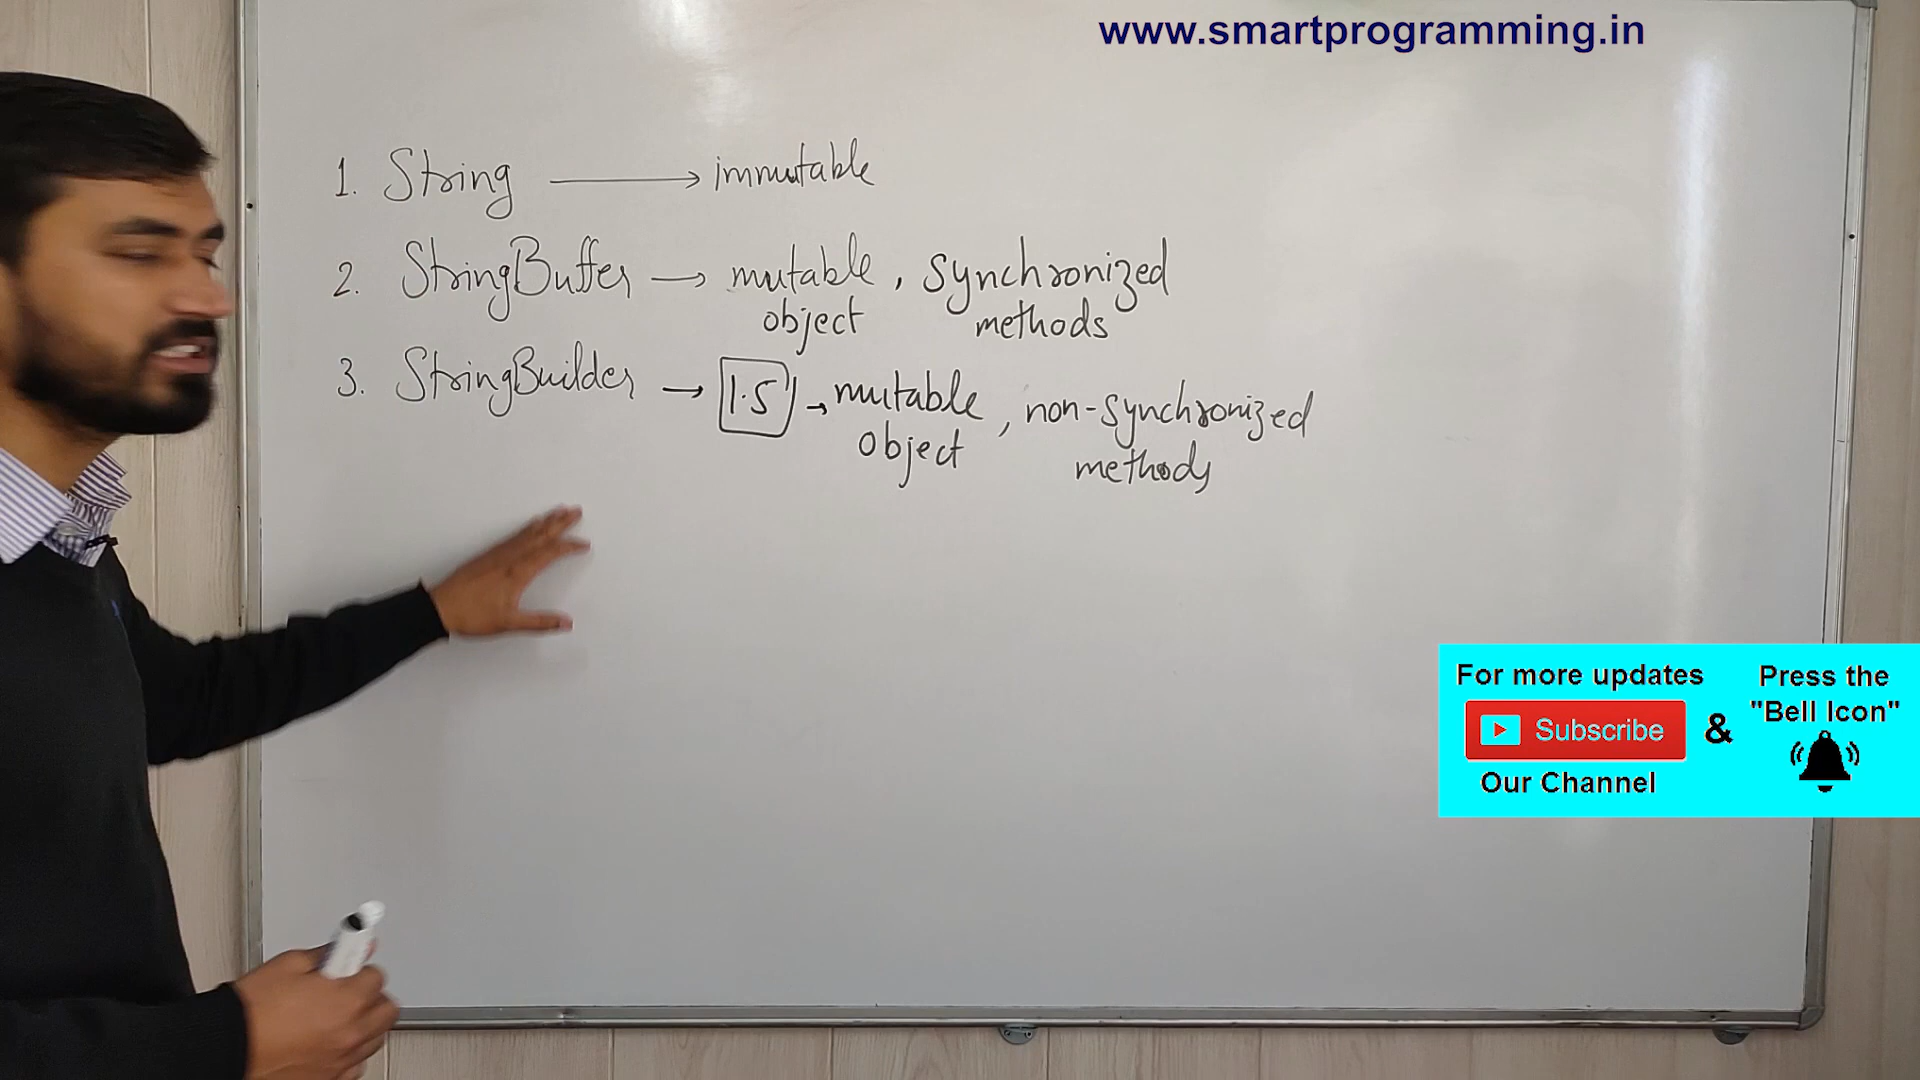 www.smartprogramming.in
1. String → immutable
2. StringBuffer → mutable, synchronized
object methods
3. StringBuilder → 1.5 → mutable, non-synchronized
object methods
For more updates
Subscribe
Our Channel
&
Press the
"Bell Icon"